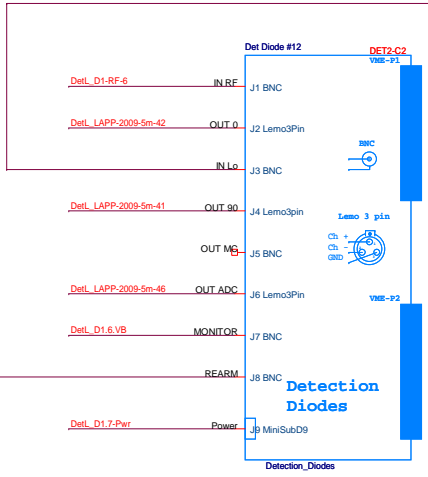 Det Diode #12
DET2-C2
VME-P1
DetL_D1-RF-6
IN RF
J1 BNC
DetL_LAPP-2009-5m-42
OUT 0
J2 Lemo3Pin
BNC
IN Lo
J3 BNC
DetL_LAPP-2009-5m-41
OUT 90
J4 Lemo3pin
Lemo 3 pin
Ch +
Ch -
GND
OUT MG
J5 BNC
DetL_LAPP-2009-5m-46
OUT ADC
J6 Lemo3Pin
VME-P2
DetL_D1.6.VB
MONITOR
J7 BNC
REARM
J8 BNC
Detection
Diodes
DetL_D1.7-Pwr
Power
J9 MiniSubD9
Detection_Diodes